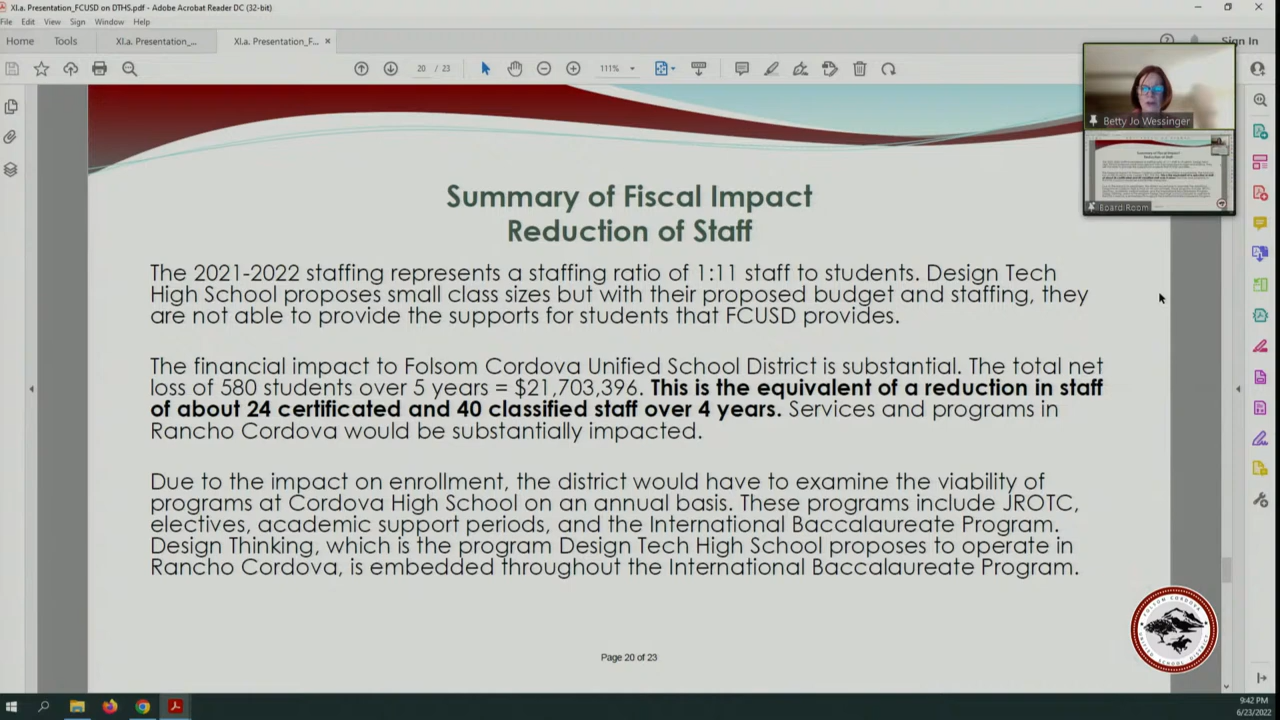 XI.a. Presentation_FCUSD on DTHS.pdf - Adobe Acrobat Reader DC (32-bit)
File Edit View Sign Window Help
Home Tools XI.a. Presentation_... XI.a. Presentation_F... × Sign In
20 / 23 111%
Betty Jo Wessinger
Board Room
Summary of Fiscal Impact
Reduction of Staff
The 2021-2022 staffing represents a staffing ratio of 1:11 staff to students. Design Tech
High School proposes small class sizes but with their proposed budget and staffing, they
are not able to provide the supports for students that FCUSD provides.
The financial impact to Folsom Cordova Unified School District is substantial. The total net
loss of 580 students over 5 years = $21,703,396. This is the equivalent of a reduction in staff
of about 24 certificated and 40 classified staff over 4 years. Services and programs in
Rancho Cordova would be substantially impacted.
Due to the impact on enrollment, the district would have to examine the viability of
programs at Cordova High School on an annual basis. These programs include JROTC,
electives, academic support periods, and the International Baccalaureate Program.
Design Thinking, which is the program Design Tech High School proposes to operate in
Rancho Cordova, is embedded throughout the International Baccalaureate Program.
FOLSOM CORDOVA
UNIFIED SCHOOL DISTRICT
Page 20 of 23
9:42 PM
6/23/2022